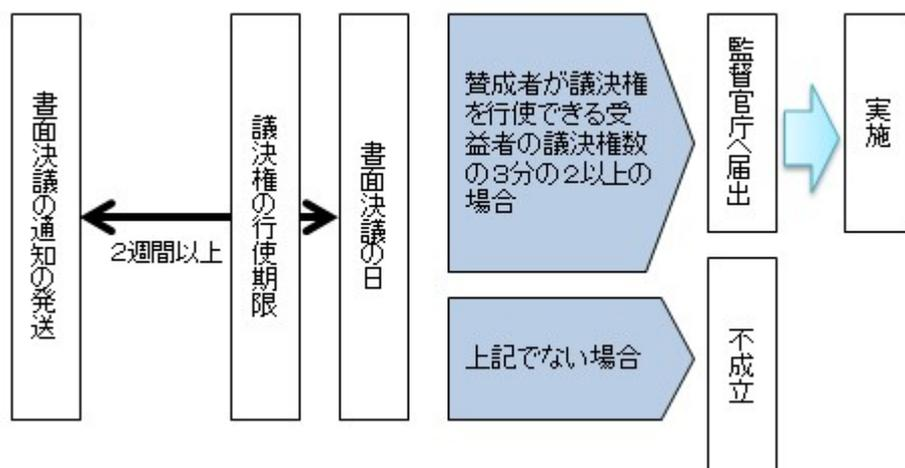 書面決議の通知の発送
2週間以上
議決権の行使期限
書面決議の日
賛成者が議決権
を行使できる受
益者の議決権数
の3分の2以上の
場合
監督官庁へ届出
実施
上記でない場合
不成立